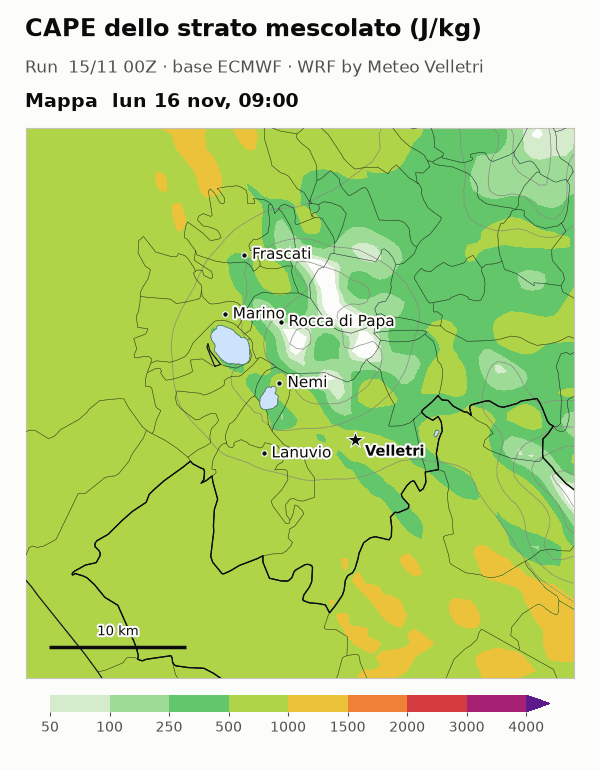 CAPE dello strato mescolato (J/kg)
Run  15/11 00Z · base ECMWF · WRF by Meteo Velletri
Mappa  lun 16 nov, 09:00
Frascati
Marino
Rocca di Papa
Nemi
Velletri
Lanuvio
10 km
50 100 250 500 1000 1500 2000 3000 4000